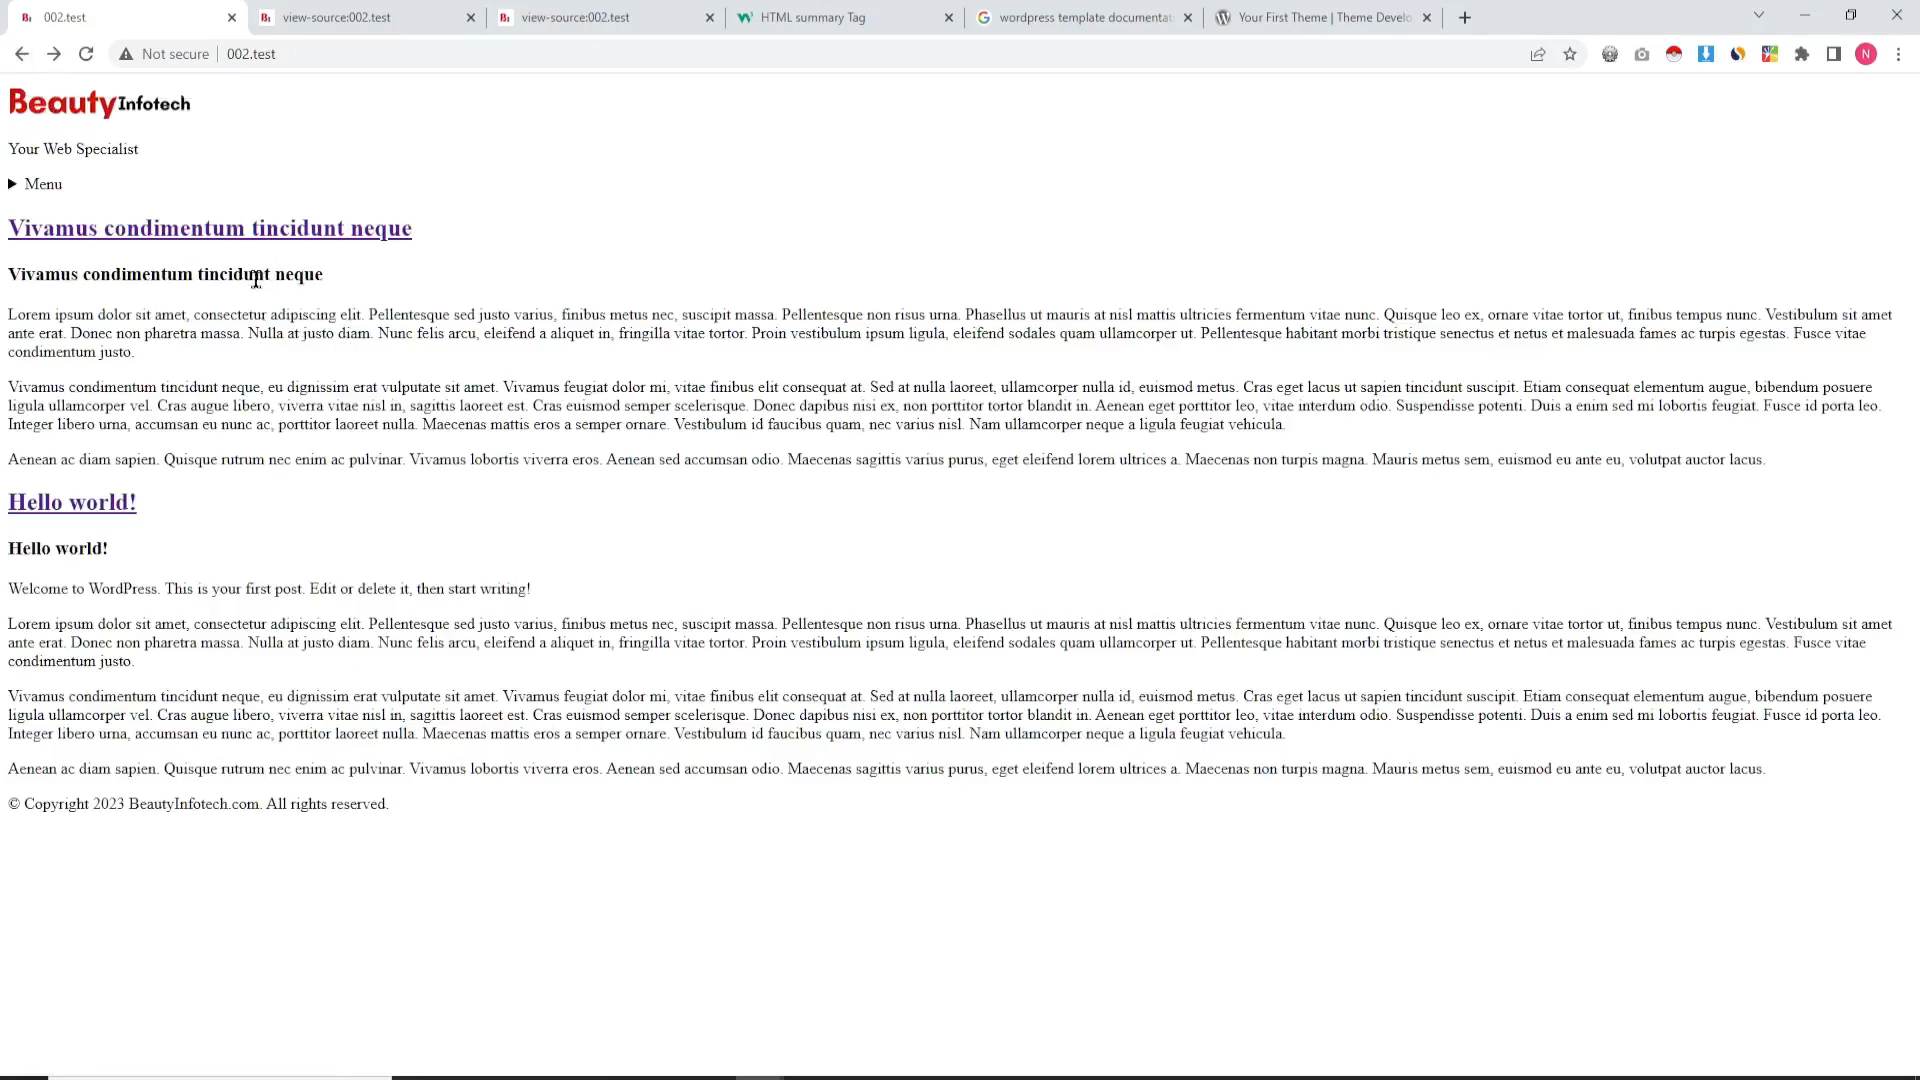 002.test
view-source:002.test
view-source:002.test
HTML summary Tag
wordpress template documentat
Your First Theme | Theme Develo
Not secure
002.test
N
Beauty Infotech
Your Web Specialist
Menu
Vivamus condimentum tincidunt neque
Vivamus condimentum tincidunt neque
Lorem ipsum dolor sit amet, consectetur adipiscing elit. Pellentesque sed justo varius, finibus metus nec, suscipit massa. Pellentesque non risus urna. Phasellus ut mauris at nisl mattis ultricies fermentum vitae nunc. Quisque leo ex, ornare vitae tortor ut, finibus tempus nunc. Vestibulum sit amet
ante erat. Donec non pharetra massa. Nulla at justo diam. Nunc felis arcu, eleifend a aliquet in, fringilla vitae tortor. Proin vestibulum ipsum ligula, eleifend sodales quam ullamcorper ut. Pellentesque habitant morbi tristique senectus et netus et malesuada fames ac turpis egestas. Fusce vitae
condimentum justo.
Vivamus condimentum tincidunt neque, eu dignissim erat vulputate sit amet. Vivamus feugiat dolor mi, vitae finibus elit consequat at. Sed at nulla laoreet, ullamcorper nulla id, euismod metus. Cras eget lacus ut sapien tincidunt suscipit. Etiam consequat elementum augue, bibendum posuere
ligula ullamcorper vel. Cras augue libero, viverra vitae nisl in, sagittis laoreet est. Cras euismod semper scelerisque. Donec dapibus nisi ex, non porttitor tortor blandit in. Aenean eget porttitor leo, vitae interdum odio. Suspendisse potenti. Duis a enim sed mi lobortis feugiat. Fusce id porta leo.
Integer libero urna, accumsan eu nunc ac, porttitor laoreet nulla. Maecenas mattis eros a semper ornare. Vestibulum id faucibus quam, nec varius nisl. Nam ullamcorper neque a ligula feugiat vehicula.
Aenean ac diam sapien. Quisque rutrum nec enim ac pulvinar. Vivamus lobortis viverra eros. Aenean sed accumsan odio. Maecenas sagittis varius purus, eget eleifend lorem ultrices a. Maecenas non turpis magna. Mauris metus sem, euismod eu ante eu, volutpat auctor lacus.
Hello world!
Hello world!
Welcome to WordPress. This is your first post. Edit or delete it, then start writing!
Lorem ipsum dolor sit amet, consectetur adipiscing elit. Pellentesque sed justo varius, finibus metus nec, suscipit massa. Pellentesque non risus urna. Phasellus ut mauris at nisl mattis ultricies fermentum vitae nunc. Quisque leo ex, ornare vitae tortor ut, finibus tempus nunc. Vestibulum sit amet
ante erat. Donec non pharetra massa. Nulla at justo diam. Nunc felis arcu, eleifend a aliquet in, fringilla vitae tortor. Proin vestibulum ipsum ligula, eleifend sodales quam ullamcorper ut. Pellentesque habitant morbi tristique senectus et netus et malesuada fames ac turpis egestas. Fusce vitae
condimentum justo.
Vivamus condimentum tincidunt neque, eu dignissim erat vulputate sit amet. Vivamus feugiat dolor mi, vitae finibus elit consequat at. Sed at nulla laoreet, ullamcorper nulla id, euismod metus. Cras eget lacus ut sapien tincidunt suscipit. Etiam consequat elementum augue, bibendum posuere
ligula ullamcorper vel. Cras augue libero, viverra vitae nisl in, sagittis laoreet est. Cras euismod semper scelerisque. Donec dapibus nisi ex, non porttitor tortor blandit in. Aenean eget porttitor leo, vitae interdum odio. Suspendisse potenti. Duis a enim sed mi lobortis feugiat. Fusce id porta leo.
Integer libero urna, accumsan eu nunc ac, porttitor laoreet nulla. Maecenas mattis eros a semper ornare. Vestibulum id faucibus quam, nec varius nisl. Nam ullamcorper neque a ligula feugiat vehicula.
Aenean ac diam sapien. Quisque rutrum nec enim ac pulvinar. Vivamus lobortis viverra eros. Aenean sed accumsan odio. Maecenas sagittis varius purus, eget eleifend lorem ultrices a. Maecenas non turpis magna. Mauris metus sem, euismod eu ante eu, volutpat auctor lacus.
© Copyright 2023 BeautyInfotech.com. All rights reserved.